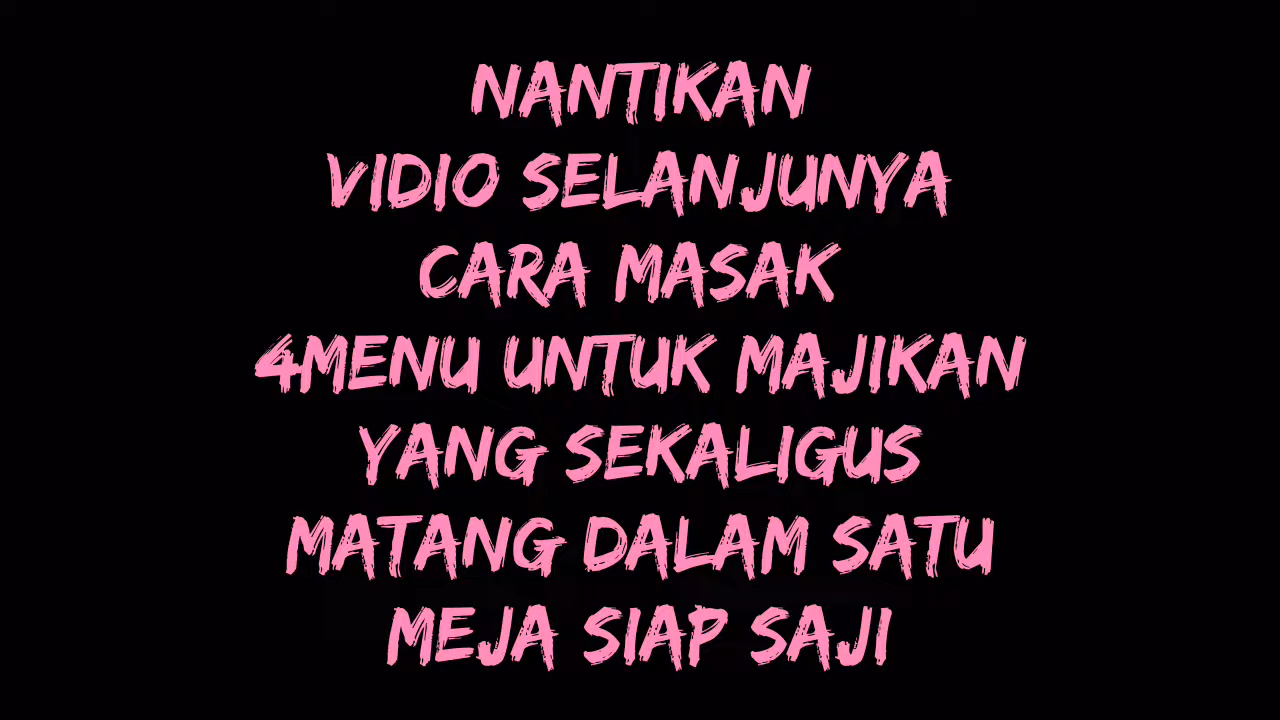 NANTIKAN
VIDIO SELANJUNYA
CARA MASAK
4MENU UNTUK MAJIKAN
YANG SEKALIGUS
MATANG DALAM SATU
MEJA SIAP SAJI